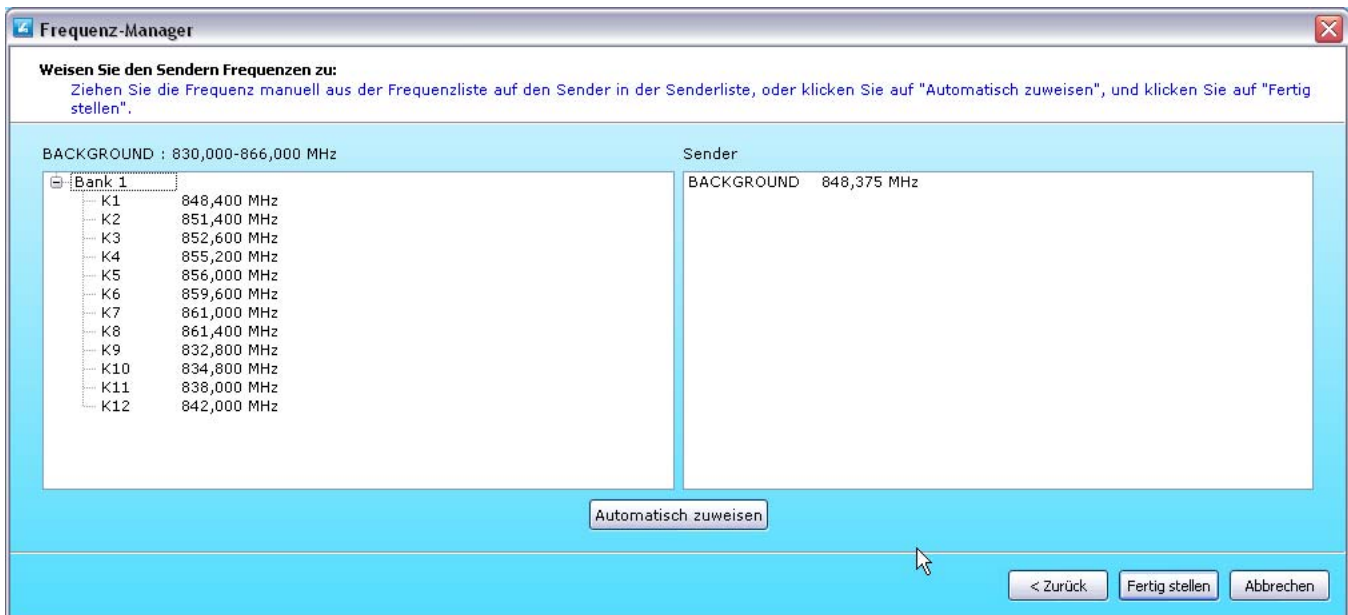 Frequenz-Manager
Weisen Sie den Sendern Frequenzen zu:
Ziehen Sie die Frequenz manuell aus der Frequenzliste auf den Sender in der Senderliste, oder klicken Sie auf "Automatisch zuweisen", und klicken Sie auf "Fertig
stellen".
BACKGROUND : 830,000-866,000 MHz
Bank 1
K1 848,400 MHz
K2 851,400 MHz
K3 852,600 MHz
K4 855,200 MHz
K5 856,000 MHz
K6 859,600 MHz
K7 861,000 MHz
K8 861,400 MHz
K9 832,800 MHz
K10 834,800 MHz
K11 838,000 MHz
K12 842,000 MHz
Sender
BACKGROUND 848,375 MHz
Automatisch zuweisen
< Zurück
Fertig stellen
Abbrechen